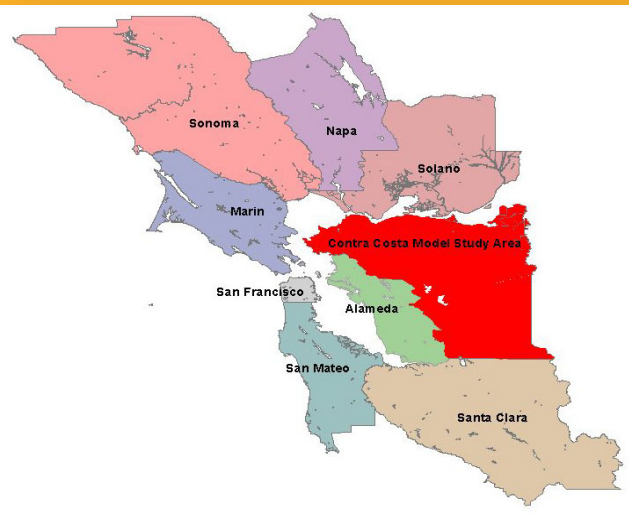 Sonoma
Napa
Solano
Marin
Contra Costa Model Study Area
San Francisco
Alameda
San Mateo
Santa Clara